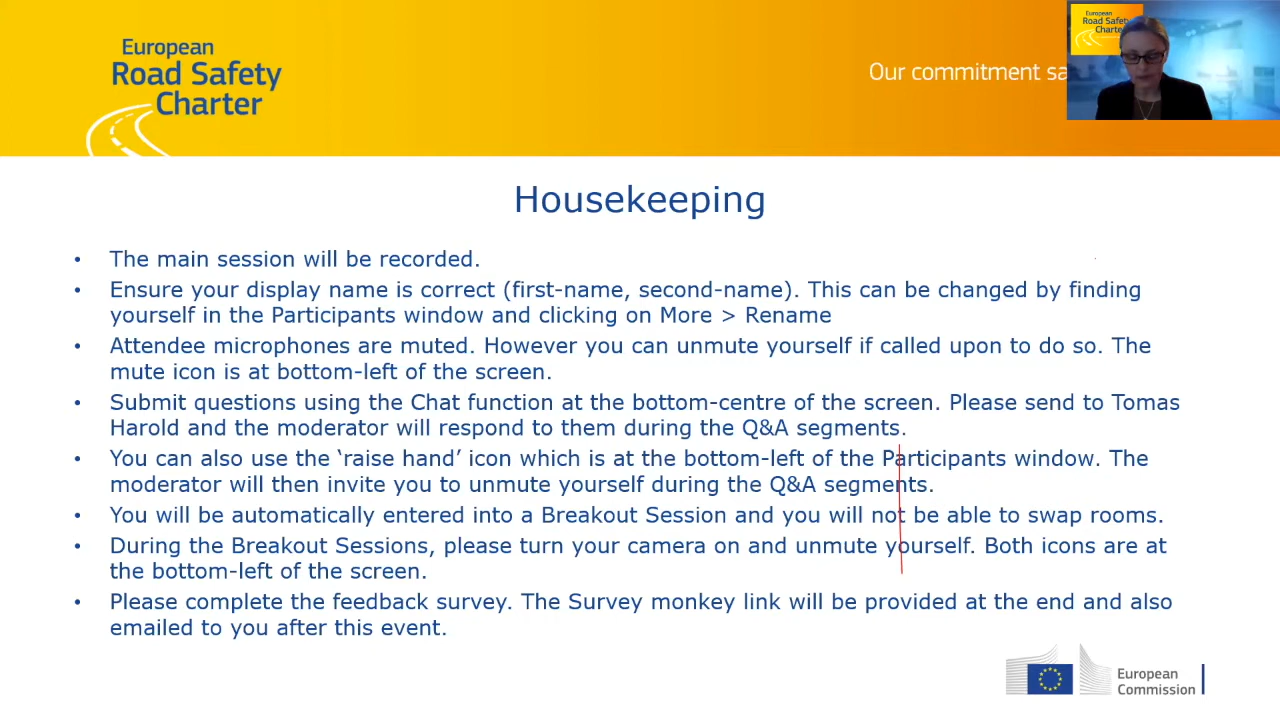 European
Road Safety
Charter
Our commitment
European
Road Safety
Housekeeping
• The main session will be recorded.
• Ensure your display name is correct (first-name, second-name). This can be changed by finding
yourself in the Participants window and clicking on More > Rename
• Attendee microphones are muted. However you can unmute yourself if called upon to do so. The
mute icon is at bottom-left of the screen.
• Submit questions using the Chat function at the bottom-centre of the screen. Please send to Tomas
Harold and the moderator will respond to them during the Q&A segments.
• You can also use the ‘raise hand’ icon which is at the bottom-left of the Participants window. The
moderator will then invite you to unmute yourself during the Q&A segments.
• You will be automatically entered into a Breakout Session and you will not be able to swap rooms.
• During the Breakout Sessions, please turn your camera on and unmute yourself. Both icons are at
the bottom-left of the screen.
• Please complete the feedback survey. The Survey monkey link will be provided at the end and also
emailed to you after this event.
European
Commission